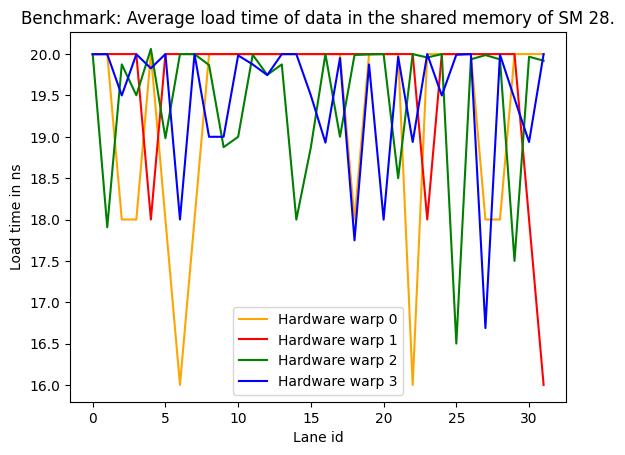 Benchmark: Average load time of data in the shared memory of SM 28.
Load time in ns
20.0
19.5
19.0
18.5
18.0
17.5
17.0
16.5
16.0
Hardware warp 0
Hardware warp 1
Hardware warp 2
Hardware warp 3
0 5 10 15 20 25 30
Lane id